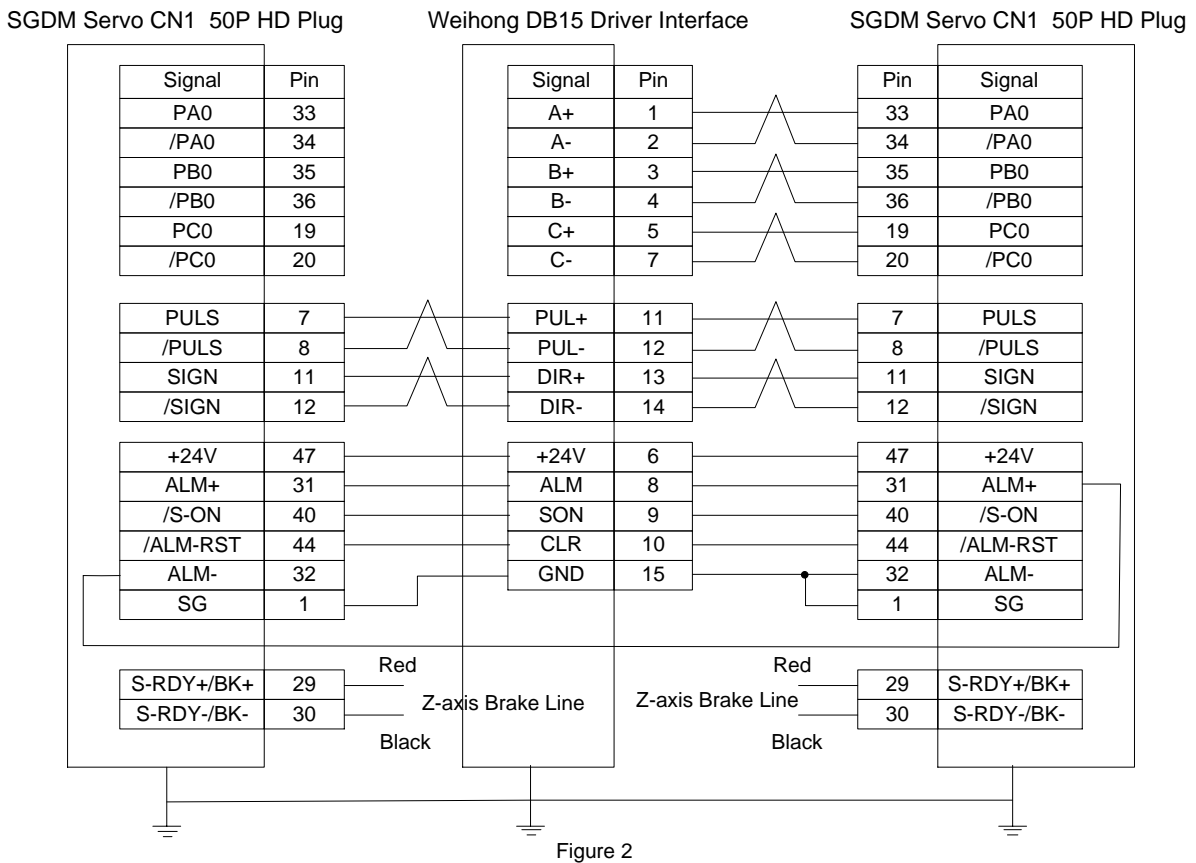 SGDM Servo CN1 50P HD Plug Weihong DB15 Driver Interface SGDM Servo CN1 50P HD Plug
Signal Pin Signal Pin Pin Signal
PA0 33 A+ 1 33 PA0
/PA0 34 A- 2 34 /PA0
PB0 35 B+ 3 35 PB0
/PB0 36 B- 4 36 /PB0
PC0 19 C+ 5 19 PC0
/PC0 20 C- 7 20 /PC0
PULS 7 PUL+ 11 7 PULS
/PULS 8 PUL- 12 8 /PULS
SIGN 11 DIR+ 13 11 SIGN
/SIGN 12 DIR- 14 12 /SIGN
+24V 47 +24V 6 47 +24V
ALM+ 31 ALM 8 31 ALM+
/S-ON 40 SON 9 40 /S-ON
/ALM-RST 44 CLR 10 44 /ALM-RST
ALM- 32 GND 15 32 ALM-
SG 1 1 SG
Red Red
S-RDY+/BK+ 29 29 S-RDY+/BK+
Z-axis Brake Line Z-axis Brake Line
S-RDY-/BK- 30 30 S-RDY-/BK-
Black Black
Figure 2